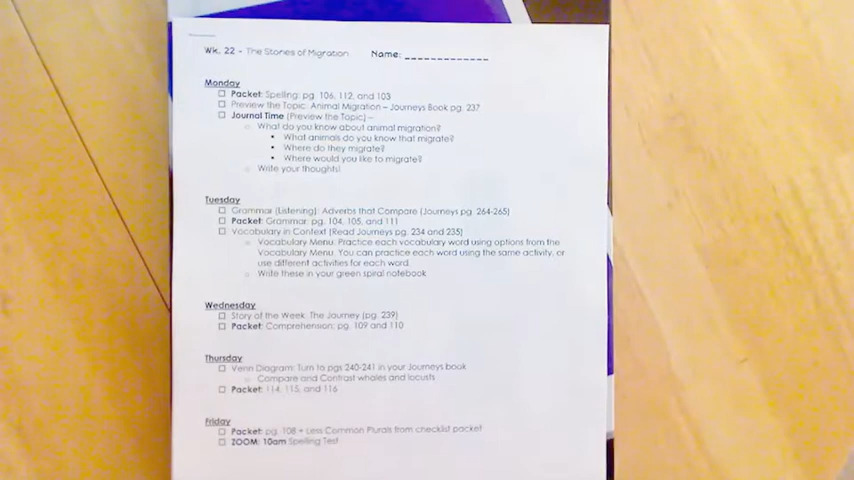 Wk. 22 - The Stories of Migration Name: _____________
Monday
Packet: Spelling: pg. 106, 112, and 103
Preview the Topic: Animal Migration – Journeys Book pg. 237
Journal Time (Preview the Topic) –
What do you know about animal migration?
What animals do you know that migrate?
Where do they migrate?
Where would you like to migrate?
Write your thoughts!
Tuesday
Grammar (Listening): Adverbs that Compare (Journeys pg. 264-265)
Packet: Grammar: pg. 104, 105, and 111
Vocabulary in Context (Read Journeys pg. 234 and 235)
Vocabulary Menu: Practice each vocabulary word using options from the
Vocabulary Menu. You can practice each word using the same activity, or
use different activities for each word.
Write these in your green spiral notebook
Wednesday
Story of the Week: The Journey (pg. 239)
Packet: Comprehension: pg. 109 and 110
Thursday
Venn Diagram: Turn to pgs 240-241 in your Journeys book
Compare and Contrast whales and locusts
Packet: 114, 115, and 116
Friday
Packet: pg. 108 + Less Common Plurals from checklist packet
ZOOM: 10am Spelling Test